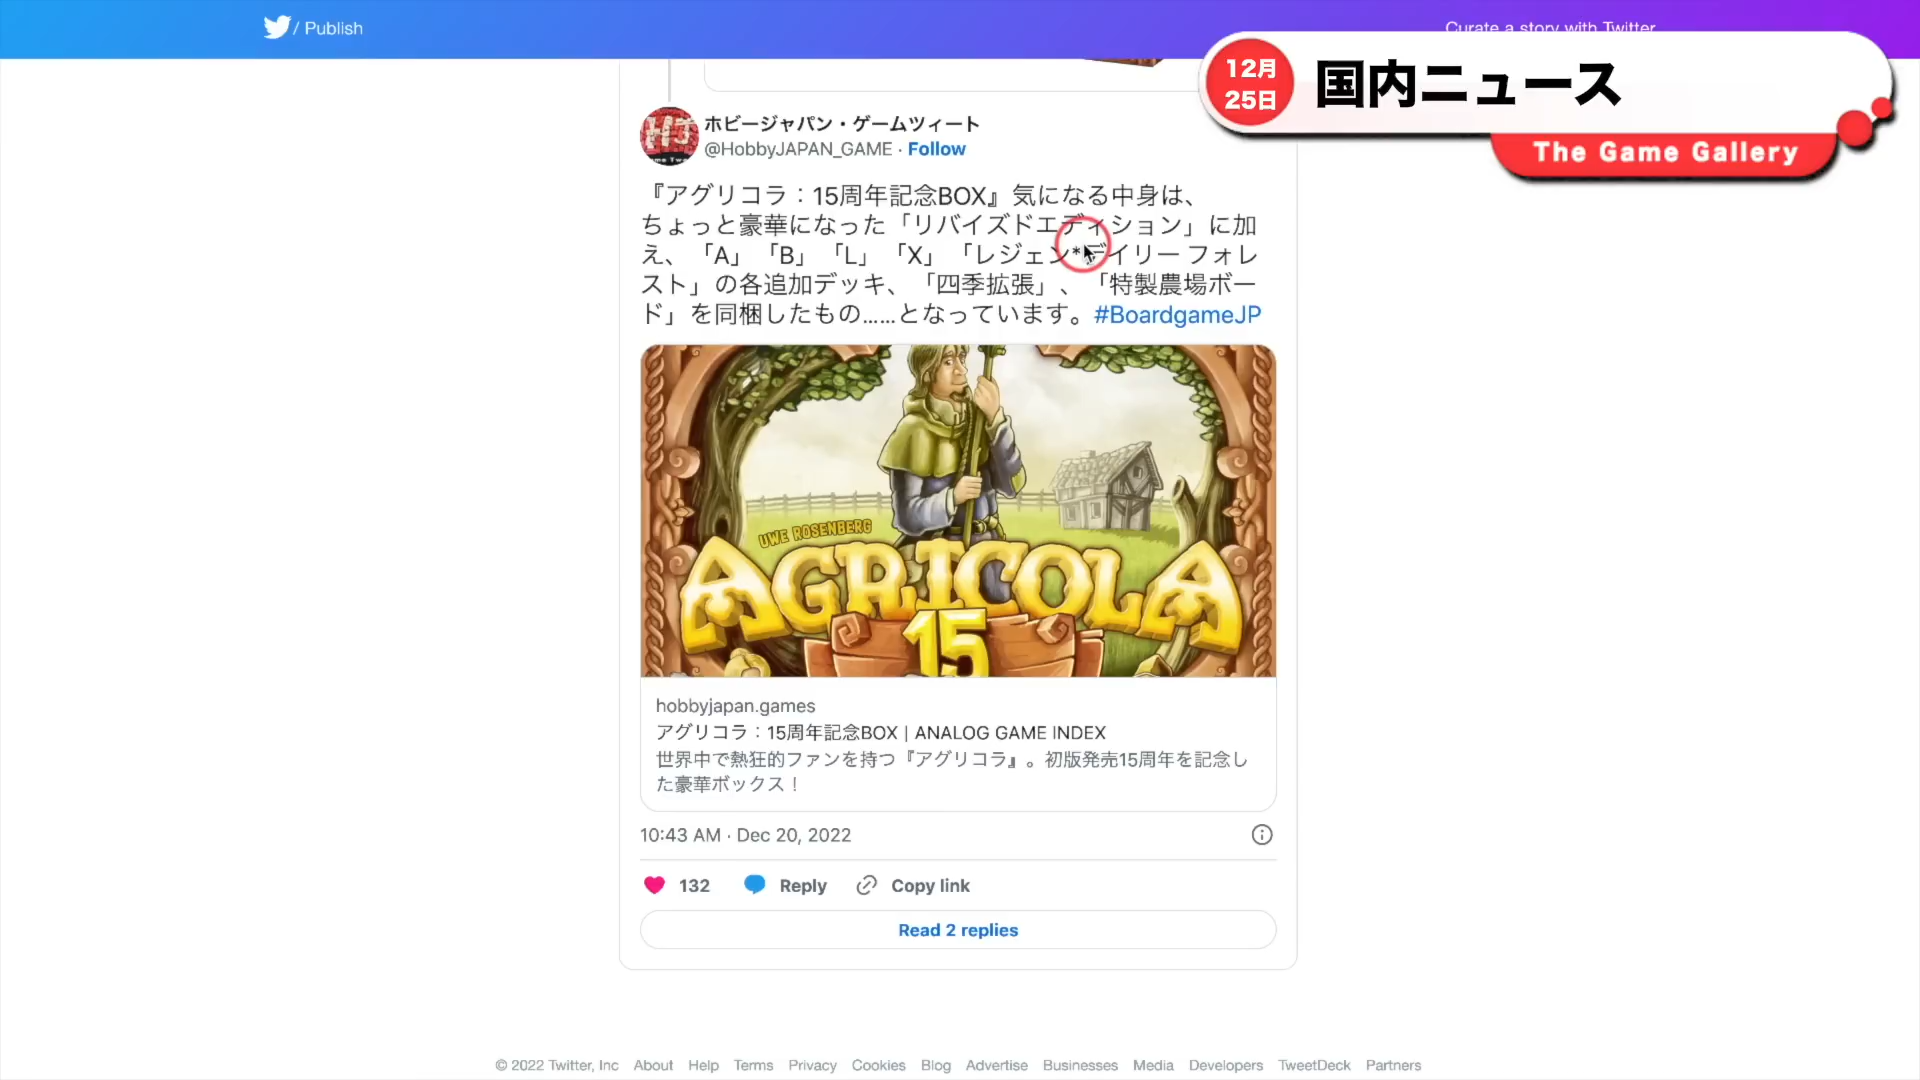 / Publish
Curate a story with Twitter
12月
25日
国内ニュース
The Game Gallery
ホビージャパン・ゲームツィート
@HobbyJAPAN_GAME · Follow
『アグリコラ：15周年記念BOX』気になる中身は、
ちょっと豪華になった「リバイズドエディション」に加
え、「A」「B」「L」「X」「レジェン*デイリー フォレ
スト」の各追加デッキ、「四季拡張」、「特製農場ボー
ド」を同梱したもの……となっています。#BoardgameJP
UWE ROSENBERG
AGRICOLA
15
hobbyjapan.games
アグリコラ：15周年記念BOX | ANALOG GAME INDEX
世界中で熱狂的ファンを持つ『アグリコラ』。初版発売15周年を記念し
た豪華ボックス！
10:43 AM · Dec 20, 2022
132 Reply Copy link
Read 2 replies
© 2022 Twitter, Inc About Help Terms Privacy Cookies Blog Advertise Businesses Media Developers TweetDeck Partners